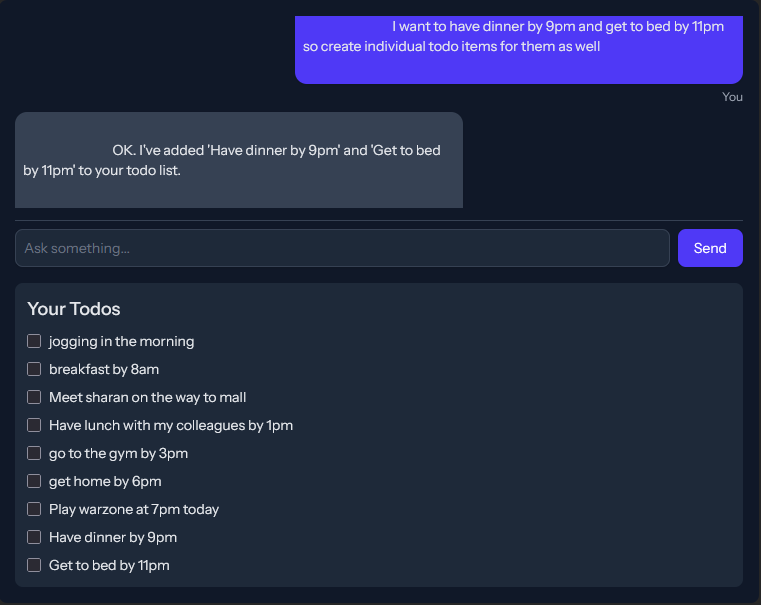 I want to have dinner by 9pm and get to bed by 11pm
so create individual todo items for them as well
You
OK. I've added 'Have dinner by 9pm' and 'Get to bed
by 11pm' to your todo list.
Ask something...
Send
Your Todos
jogging in the morning
breakfast by 8am
Meet sharan on the way to mall
Have lunch with my colleagues by 1pm
go to the gym by 3pm
get home by 6pm
Play warzone at 7pm today
Have dinner by 9pm
Get to bed by 11pm